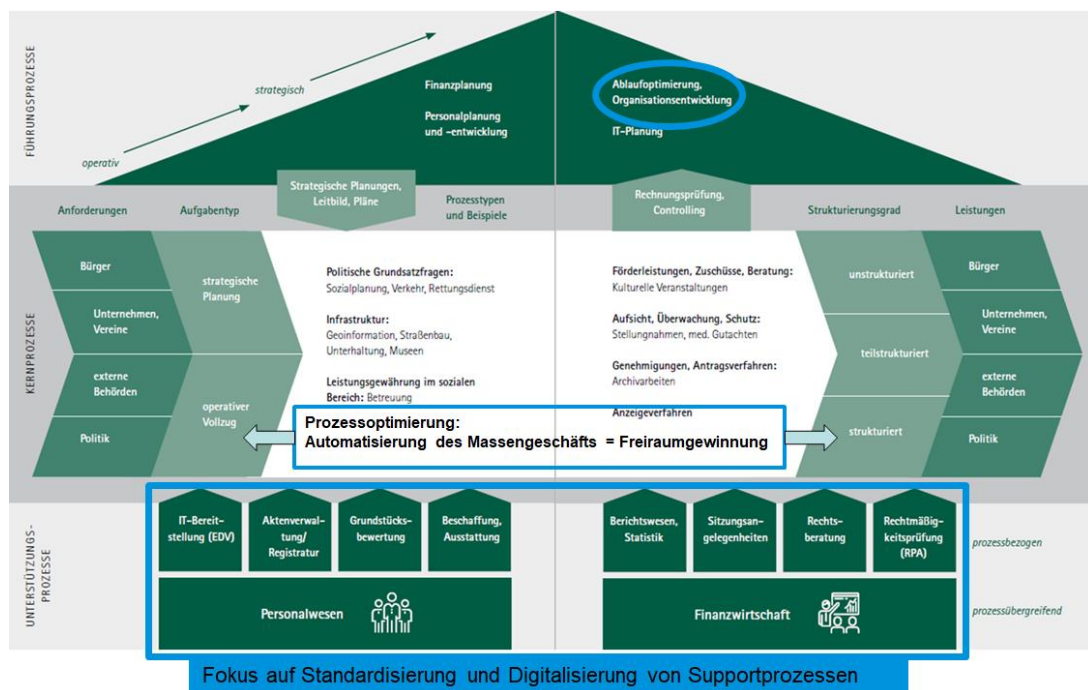 FÜHRUNGSPROZESSE
operativ
strategisch
Finanzplanung
Personalplanung
und –entwicklung
Ablaufoptimierung,
Organisationsentwicklung
IT-Planung
KERNPROZESSE
Anforderungen
Aufgabentyp
Strategische Planungen,
Leitbild, Pläne
Prozesstypen
und Beispiele
Rechnungsprüfung,
Controlling
Strukturierungsgrad
Leistungen
Bürger
Unternehmen,
Vereine
externe
Behörden
Politik
strategische
Planung
operativer
Vollzug
Politische Grundsatzfragen:
Sozialplanung, Verkehr, Rettungsdienst
Infrastruktur:
Geoinformation, Straßenbau,
Unterhaltung, Museen
Leistungsgewährung im sozialen
Bereich: Betreuung
Förderleistungen, Zuschüsse, Beratung:
Kulturelle Veranstaltungen
Aufsicht, Überwachung, Schutz:
Stellungnahmen, med. Gutachten
Genehmigungen, Antragsverfahren:
Archivarbeiten
Anzeigeverfahren
Prozessoptimierung:
Automatisierung des Massengeschäfts = Freiraumgewinnung
unstrukturiert
teilstrukturiert
strukturiert
Bürger
Unternehmen,
Vereine
externe
Behörden
Politik
UNTERSTÜTZUNGS-
PROZESSE
IT-Bereit-
stellung (EDV)
Aktenverwal-
tung/
Registratur
Grundstücks-
bewertung
Beschaffung,
Ausstattung
Berichtswesen,
Statistik
Sitzungsan-
gelegenheiten
Rechts-
beratung
Rechtmäßig-
keitsprüfung
(RPA)
prozessbezogen
Personalwesen
Finanzwirtschaft
prozessübergreifend
Fokus auf Standardisierung und Digitalisierung von Supportprozessen